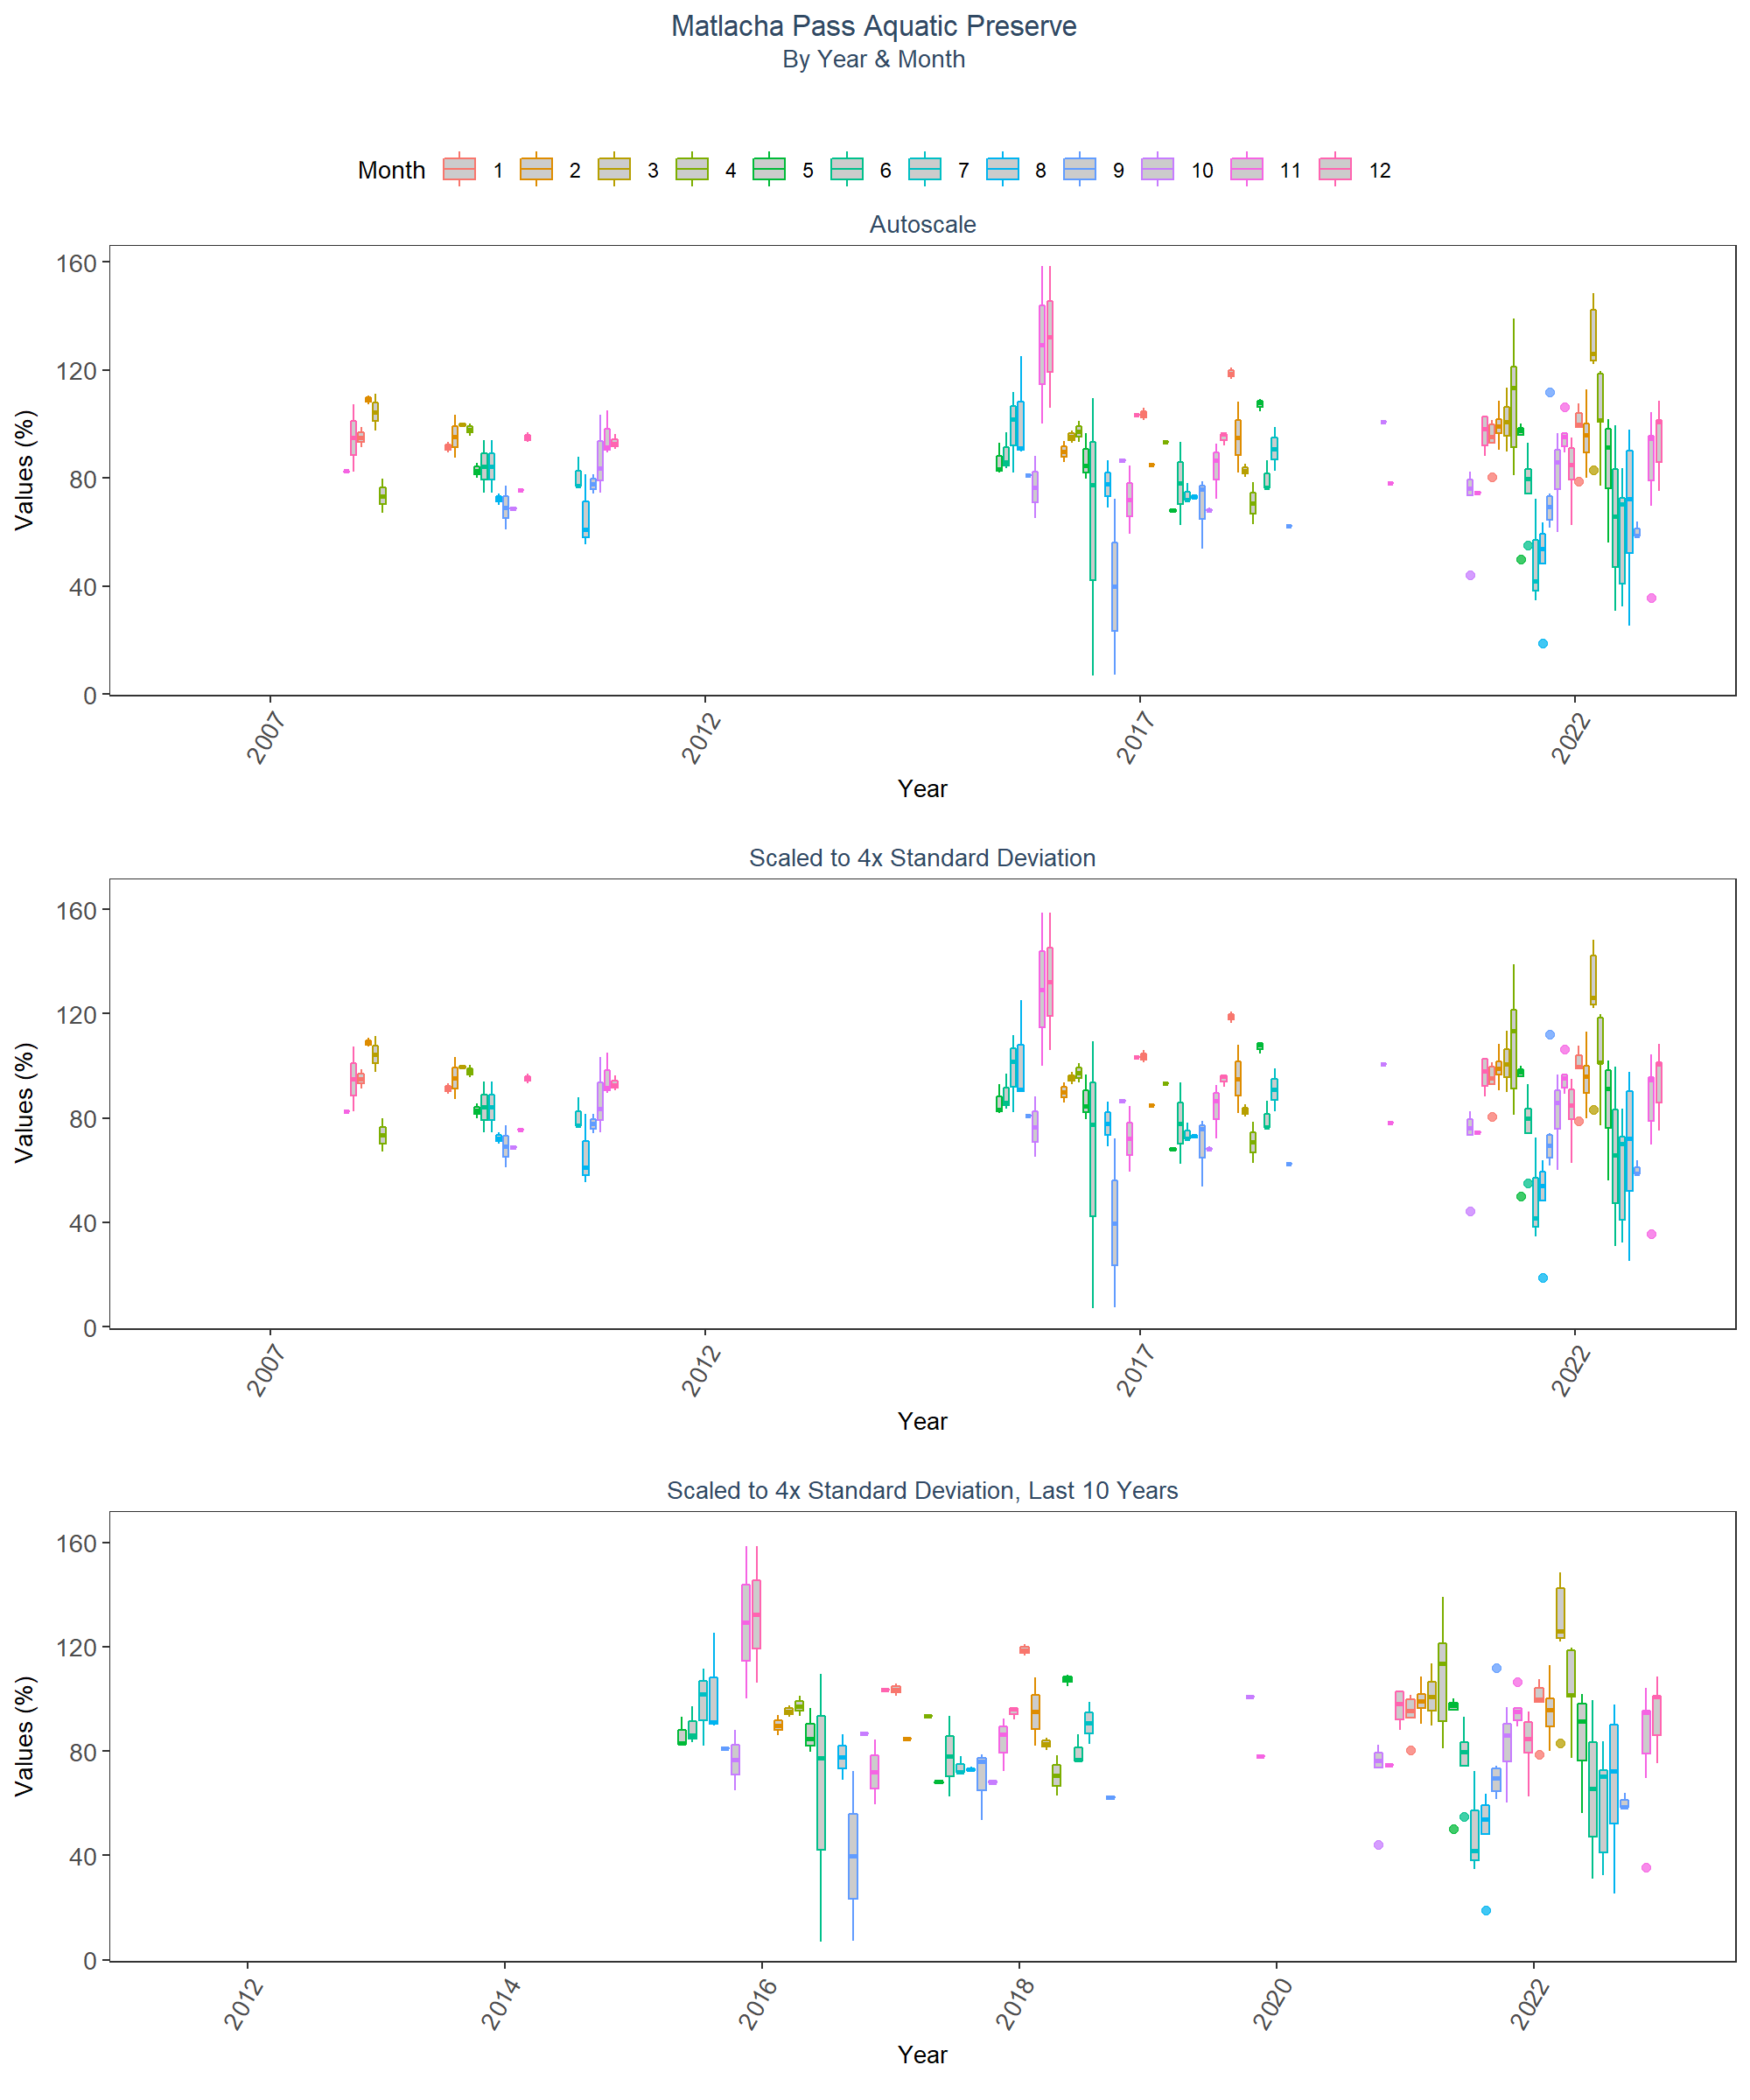 Matlacha Pass Aquatic Preserve
By Year & Month
Month 1 2 3 4 5 6 7 8 9 10 11 12
Autoscale
Values (%)
160
120
80
40
0
2007 2012 2017 2022
Year
Scaled to 4x Standard Deviation
Values (%)
160
120
80
40
0
2007 2012 2017 2022
Year
Scaled to 4x Standard Deviation, Last 10 Years
Values (%)
160
120
80
40
0
2012 2014 2016 2018 2020 2022
Year